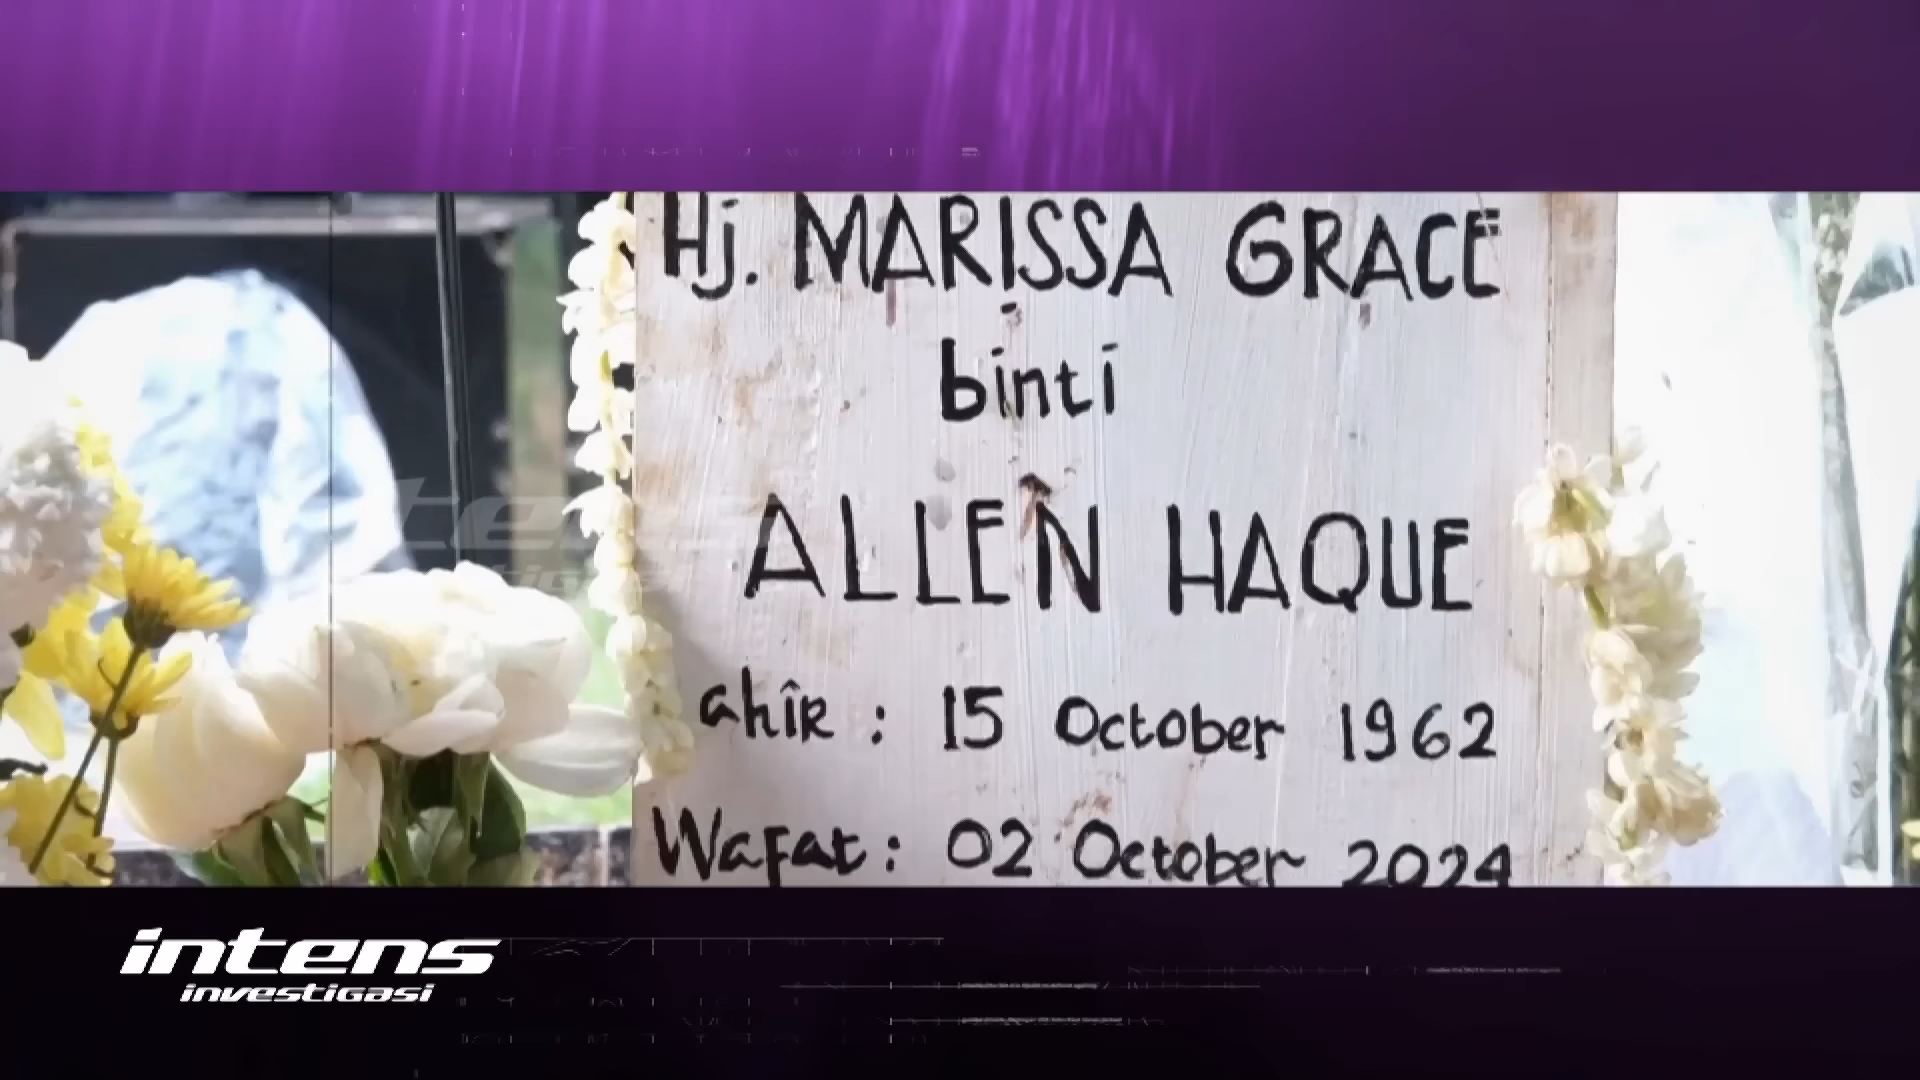 Hj. MARISSA GRACE
binti
ALLEN HAQUE
ahir : 15 October 1962
Wafat : 02 October 2024
intens
investigasi